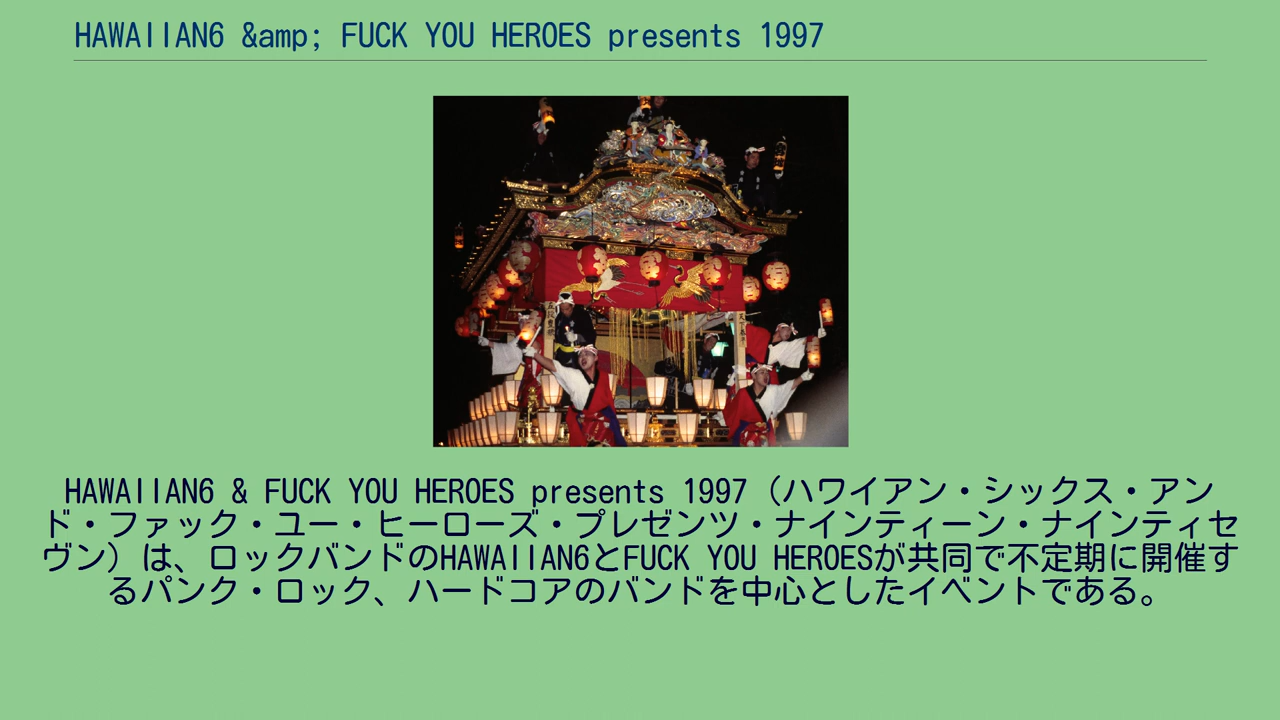 HAWAIIAN6 &amp; FUCK YOU HEROES presents 1997
HAWAIIAN6 & FUCK YOU HEROES presents 1997（ハワイアン・シックス・アン
ド・ファック・ユー・ヒーローズ・プレゼンツ・ナインティーン・ナインティセ
ヴン）は、ロックバンドのHAWAIIAN6とFUCK YOU HEROESが共同で不定期に開催す
るパンク・ロック、ハードコアのバンドを中心としたイベントである。